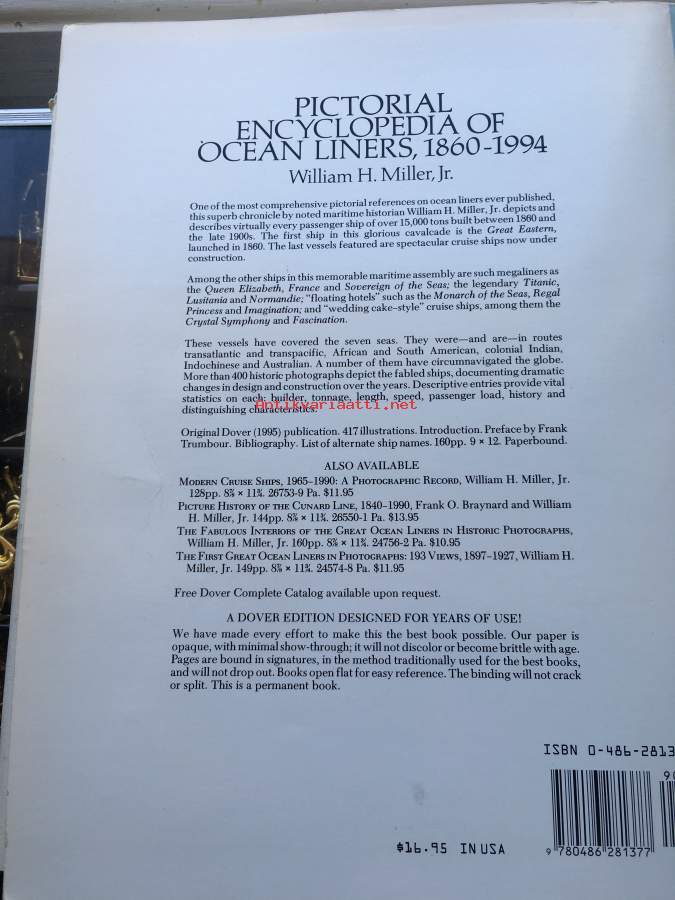 PICTORIAL
ENCYCLOPEDIA OF
OCEAN LINERS, 1860-1994
William H. Miller, Jr.
One of the most comprehensive pictorial references on ocean liners ever published,
this superb chronicle by noted maritime historian William H. Miller, Jr. depicts and
describes virtually every passenger ship of over 15,000 tons built between 1860 and
the late 1900s. The first ship in this glorious cavalcade is the Great Eastern,
launched in 1860. The last vessels featured are spectacular cruise ships now under
construction.
Among the other ships in this memorable maritime assembly are such megaliners as
the Queen Elizabeth, France and Sovereign of the Seas; the legendary Titanic,
Lusitania and Normandie; "floating hotels" such as the Monarch of the Seas, Regal
Princess and Imagination; and "wedding cake-style" cruise ships, among them the
Crystal Symphony and Fascination.
These vessels have covered the seven seas. They were—and are—in routes
transatlantic and transpacific, African and South American, colonial Indian,
Indochinese and Australian. A number of them have circumnavigated the globe.
More than 400 historic photographs depict the fabled ships, documenting dramatic
changes in design and construction over the years. Descriptive entries provide vital
statistics on each: builder, tonnage, length, speed, passenger load, history and
distinguishing characteristics.
Antikvariaatti.net
Original Dover (1995) publication. 417 illustrations. Introduction. Preface by Frank
Trumbour. Bibliography. List of alternate ship names. 160pp. 9 × 12. Paperbound.
ALSO AVAILABLE
MODERN CRUISE SHIPS, 1965–1990: A PHOTOGRAPHIC RECORD, William H. Miller, Jr.
128pp. 8⅜ × 11¼. 26753-9 Pa. $11.95
PICTURE HISTORY OF THE CUNARD LINE, 1840–1990, Frank O. Braynard and William
H. Miller, Jr. 144pp. 8⅜ × 11¼. 26550-1 Pa. $13.95
THE FABULOUS INTERIORS OF THE GREAT OCEAN LINERS IN HISTORIC PHOTOGRAPHS,
William H. Miller, Jr. 160pp. 8⅜ × 11¼. 24756-2 Pa. $10.95
THE FIRST GREAT OCEAN LINERS IN PHOTOGRAPHS: 193 VIEWS, 1897–1927, William H.
Miller, Jr. 149pp. 8⅜ × 11¼. 24574-8 Pa. $11.95
Free Dover Complete Catalog available upon request.
A DOVER EDITION DESIGNED FOR YEARS OF USE!
We have made every effort to make this the best book possible. Our paper is
opaque, with minimal show-through; it will not discolor or become brittle with age.
Pages are bound in signatures, in the method traditionally used for the best books,
and will not drop out. Books open flat for easy reference. The binding will not crack
or split. This is a permanent book.
ISBN 0-486-2813
90
$16.95 IN USA
9 780486 281377